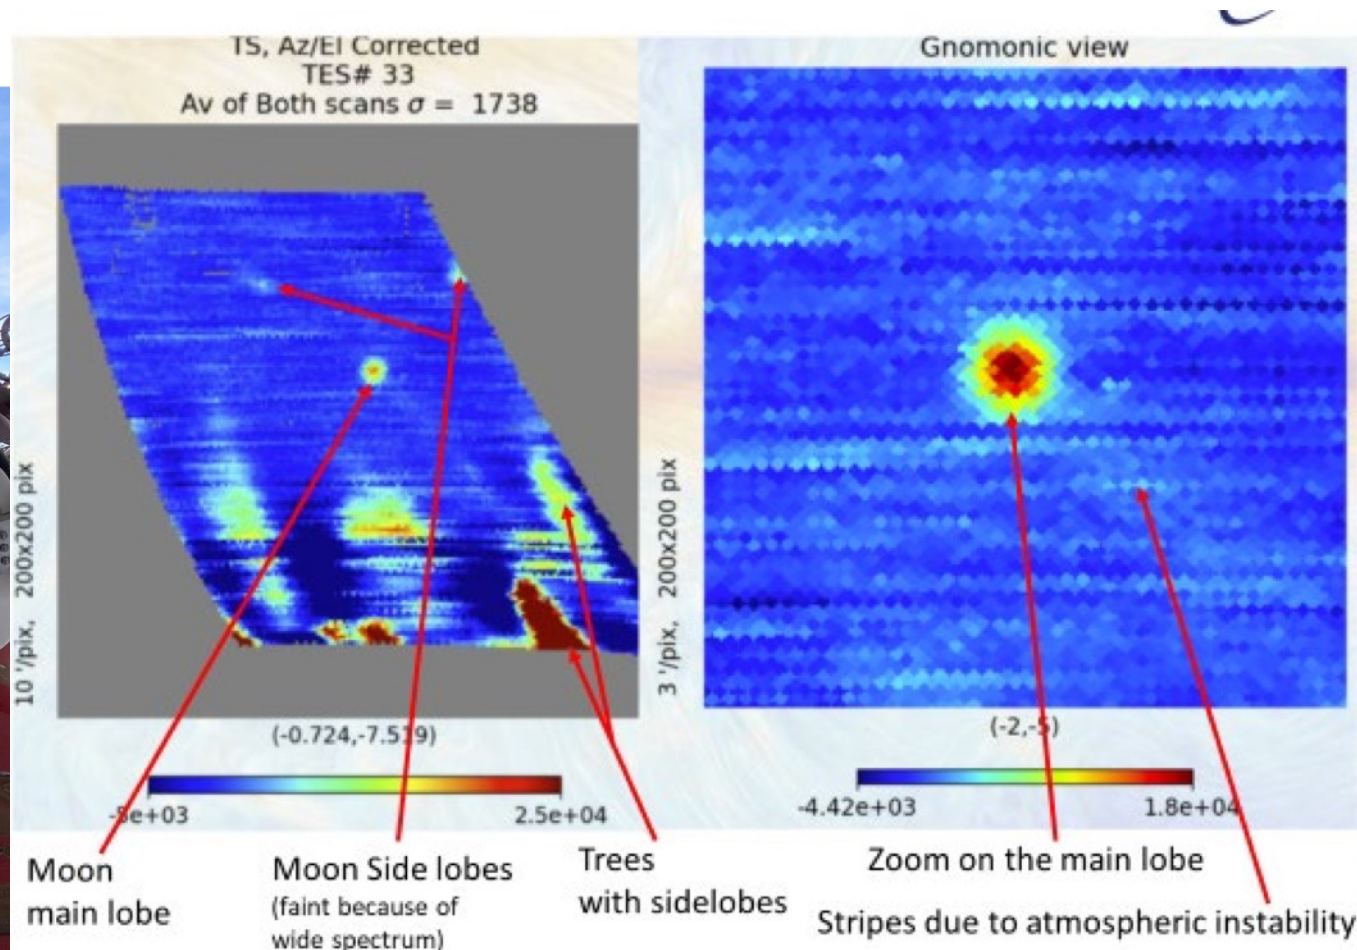 TS, Az/El Corrected
TES# 33
Av of Both scans σ = 1738
Gnomonic view
10 '/pix, 200x200 pix
3 '/pix, 200x200 pix
(-0.724,-7.519)
(-2,-5)
-5e+03
2.5e+04
-4.42e+03
1.8e+04
Moon
main lobe
Moon Side lobes
(faint because of
wide spectrum)
Trees
with sidelobes
Zoom on the main lobe
Stripes due to atmospheric instability